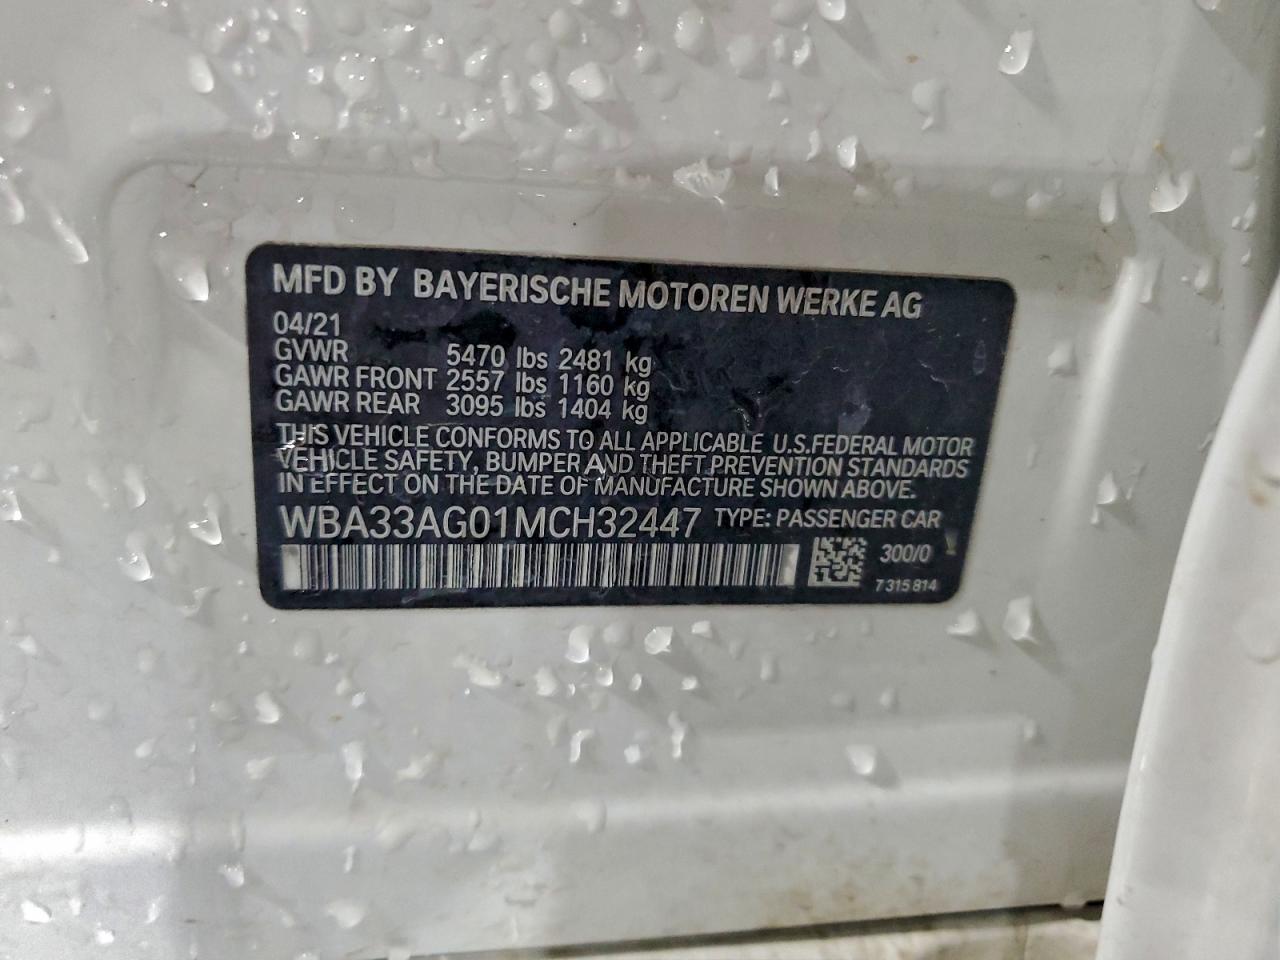 MFD BY BAYERISCHE MOTOREN WERKE AG
04/21
GVWR 5470 lbs 2481 kg
GAWR FRONT 2557 lbs 1160 kg
GAWR REAR 3095 lbs 1404 kg
THIS VEHICLE CONFORMS TO ALL APPLICABLE U.S.FEDERAL MOTOR
VEHICLE SAFETY, BUMPER AND THEFT PREVENTION STANDARDS
IN EFFECT ON THE DATE OF MANUFACTURE SHOWN ABOVE.
WBA33AG01MCH32447 TYPE: PASSENGER CAR
300/0
7 315 814